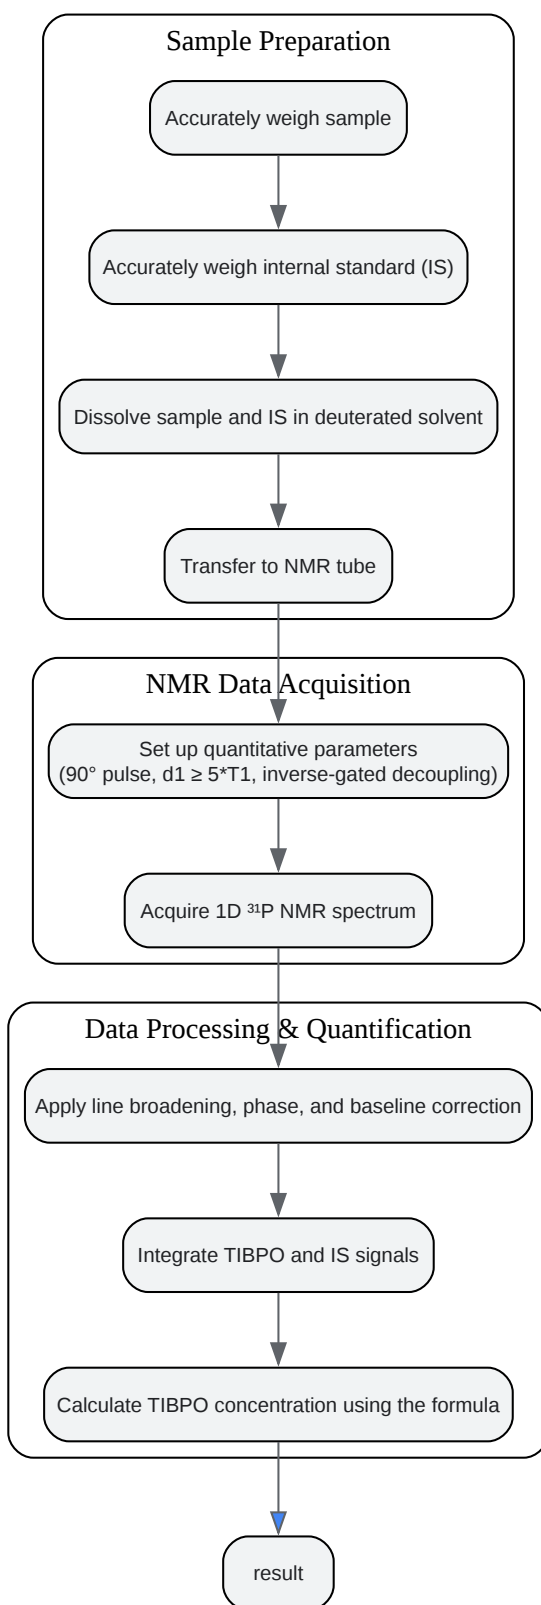 Sample Preparation
Accurately weigh sample
Accurately weigh internal standard (IS)
Dissolve sample and IS in deuterated solvent
Transfer to NMR tube
NMR Data Acquisition
Set up quantitative parameters
(90° pulse, d1 ≥ 5*T1, inverse-gated decoupling)
Acquire 1D ³¹P NMR spectrum
Data Processing & Quantification
Apply line broadening, phase, and baseline correction
Integrate TIBPO and IS signals
Calculate TIBPO concentration using the formula
result